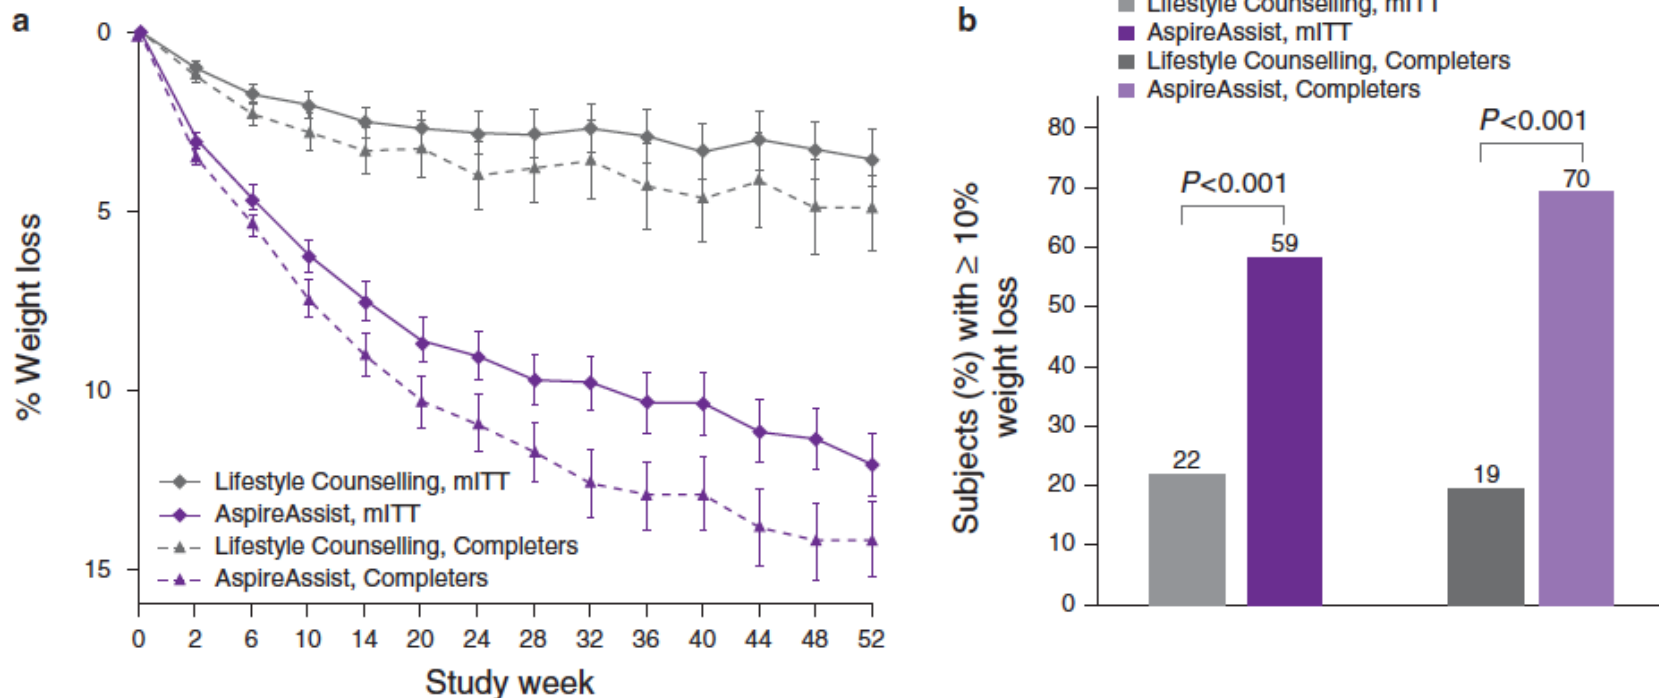 a
0
5
10
15
% Weight loss
Lifestyle Counselling, mITT
AspireAssist, mITT
Lifestyle Counselling, Completers
AspireAssist, Completers
0 2 6 10 14 20 24 28 32 36 40 44 48 52
Study week
b
Lifestyle Counselling, mITT
AspireAssist, mITT
Lifestyle Counselling, Completers
AspireAssist, Completers
Subjects (%) with ≥ 10%
weight loss
80
70
60
50
40
30
20
10
0
P<0.001
P<0.001
22
59
19
70